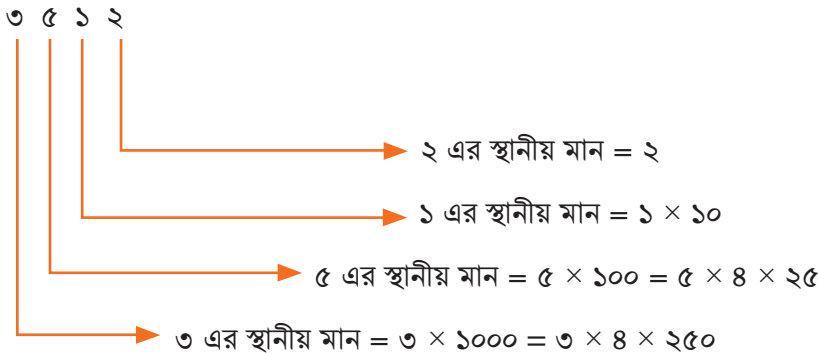 ৩ ৫ ১ ২
২ এর স্থানীয় মান = ২
১ এর স্থানীয় মান = ১ × ১০
৫ এর স্থানীয় মান = ৫ × ১০০ = ৫ × ৪ × ২৫
৩ এর স্থানীয় মান = ৩ × ১০০০ = ৩ × ৪ × ২৫০